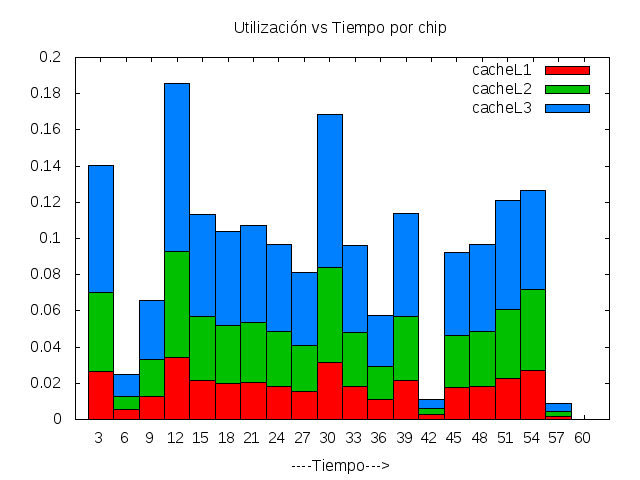 Utilización vs Tiempo por chip
0.2
0.18
0.16
0.14
0.12
0.1
0.08
0.06
0.04
0.02
0
cacheL1
cacheL2
cacheL3
3 6 9 12 15 18 21 24 27 30 33 36 39 42 45 48 51 54 57 60
----Tiempo--->